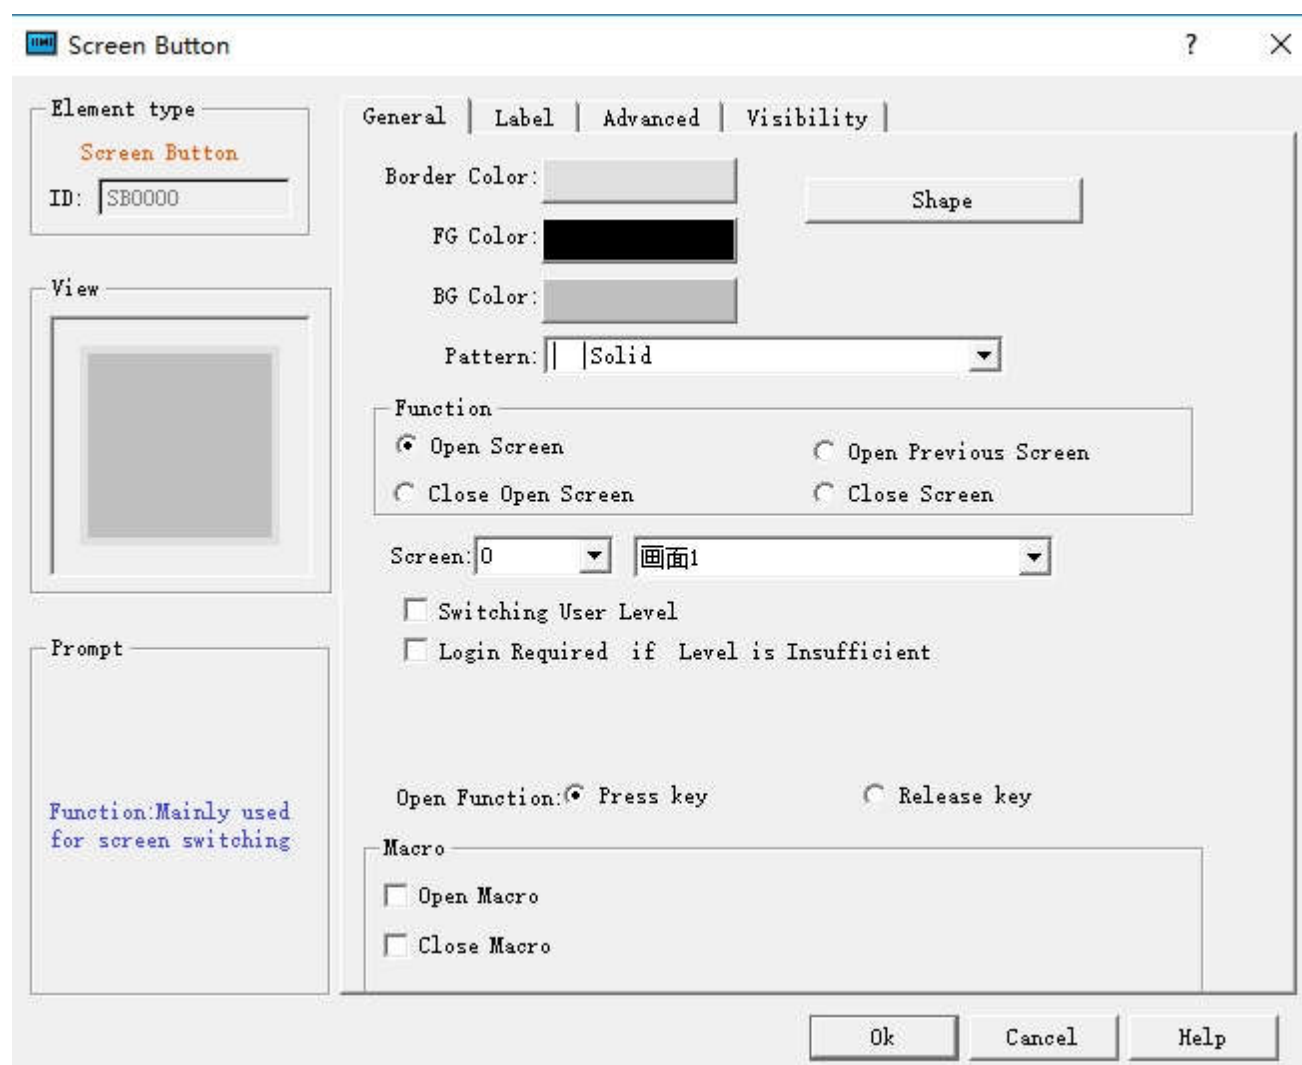 Screen Button
Element type
Screen Button
ID: SB0000
View
Prompt
Function:Mainly used
for screen switching
General Label Advanced Visibility
Border Color:
Shape
FG Color:
BG Color:
Pattern: Solid
Function
Open Screen Open Previous Screen
Close Open Screen Close Screen
Screen: 0 画面1
Switching User Level
Login Required if Level is Insufficient
Open Function: Press key Release key
Macro
Open Macro
Close Macro
Ok Cancel Help